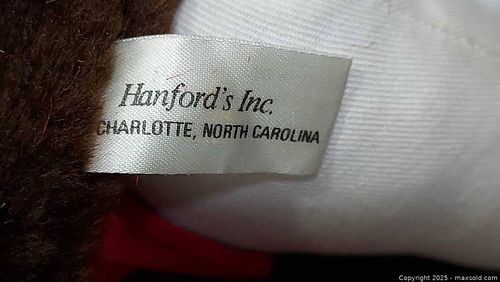 Hanford's Inc.
CHARLOTTE, NORTH CAROLINA
Copyright 2025 - maxsold.com